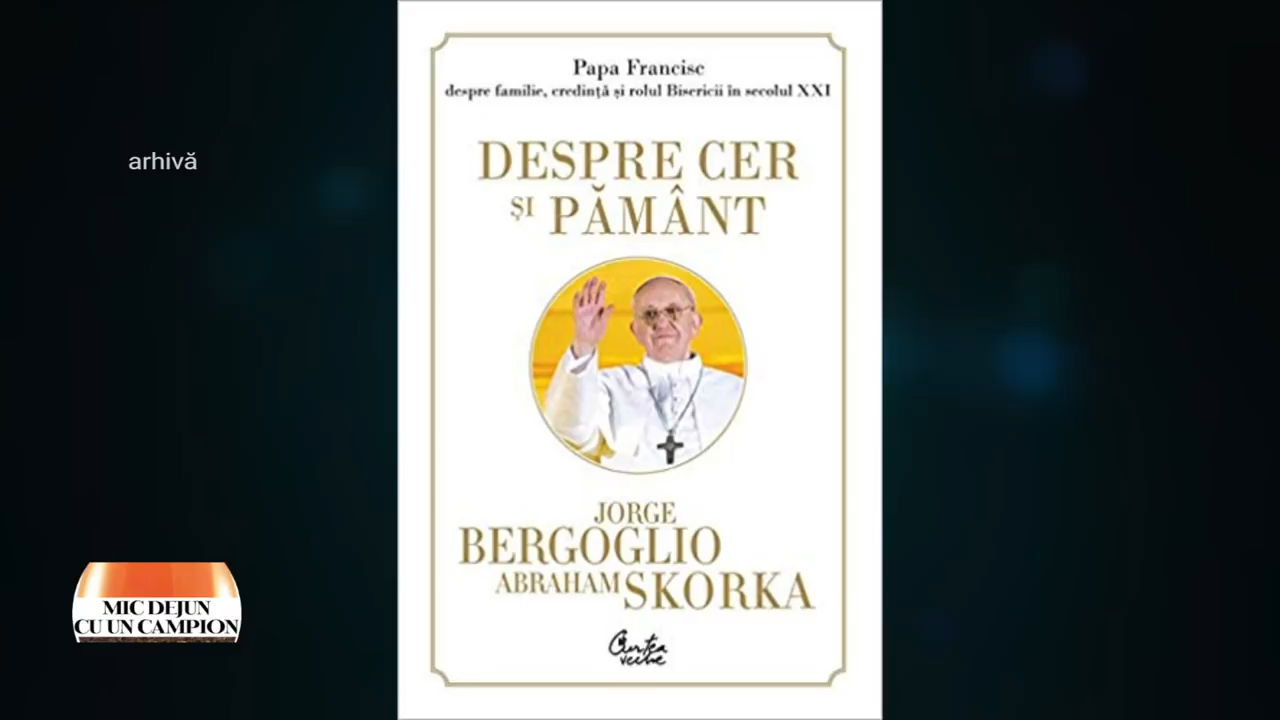 Papa Francisc
despre familie, credință și rolul Bisericii în secolul XXI
DESPRE CER
ȘI PĂMÂNT
arhivă
JORGE
BERGOGLIO
ABRAHAM SKORKA
Curtea
veche
MIC DEJUN
CU UN CAMPION